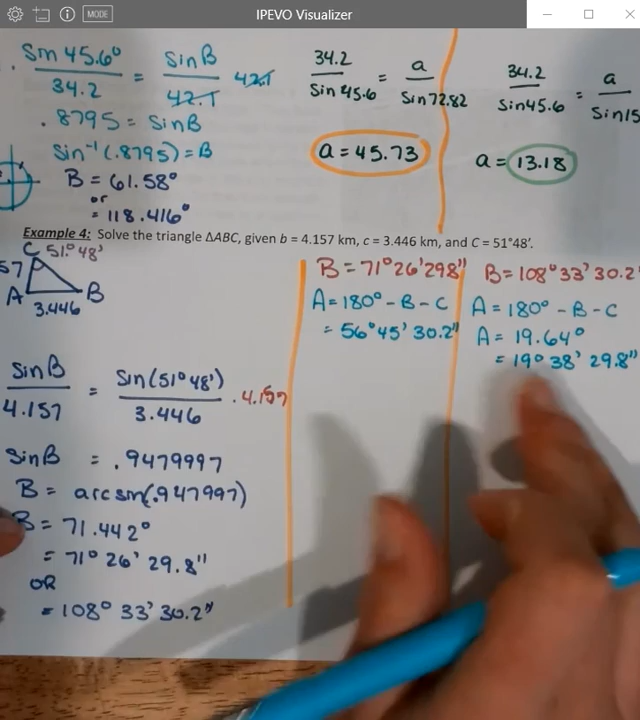 IPEVO Visualizer
MODE
Sin 45.6° / 34.2 = Sin B / 42.1 42.1
.8795 = Sin B
Sin⁻¹(.8795) = B
B = 61.58°
or
= 118.416°
34.2 / Sin 45.6 = a / Sin 72.82
a = 45.73
34.2 / Sin 45.6 = a / Sin 15
a = 13.18
Example 4: Solve the triangle ΔABC, given b = 4.157 km, c = 3.446 km, and C = 51°48'.
C 51° 48'
57
A B
3.446
Sin B / 4.157 = Sin(51°48') / 3.446 · 4.157
Sin B = .9479997
B = arcsin(.947997)
B = 71.442°
= 71° 26' 29.8"
OR
= 108° 33' 30.2"
B = 71°26'29.8"
A = 180° - B - C
= 56°45'30.2"
B = 108°33'30.2"
A = 180° - B - C
A = 19.64°
= 19° 38' 29.8"